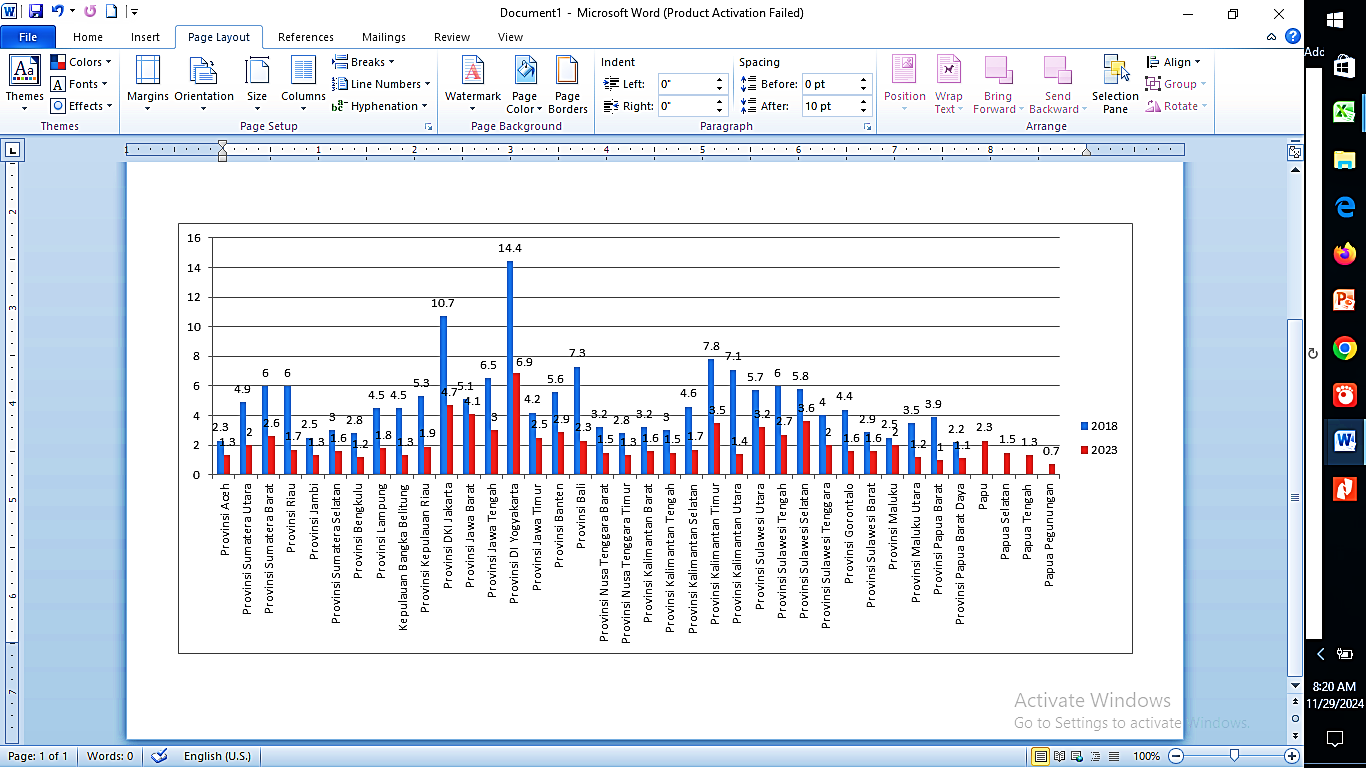 Document1 - Microsoft Word (Product Activation Failed)
File Home Insert Page Layout References Mailings Review View
Themes
Colors
Fonts
Effects
Themes
Margins
Orientation
Size
Columns
Breaks
Line Numbers
Hyphenation
Page Setup
Watermark
Page Color
Page Borders
Page Background
Indent
Left: 0"
Right: 0"
Spacing
Before: 0 pt
After: 10 pt
Paragraph
Position
Wrap Text
Bring Forward
Send Backward
Selection Pane
Align
Group
Rotate
Arrange
Adc
1 1 2 3 4 5 6 7 8
2
3
4
5
6
7
16
14
12
10
8
6
4
2
0
2.3 4.9 6 6 2.5 3 2.8 4.5 4.5 5.3 10.7 5.1 6.5 14.4 4.2 5.6 7.3 3.2 2.8 3.2 3 4.6 7.8 7.1 5.7 6 5.8 4 4.4 2.9 2.5 3.5 3.9 2.2
1.3 2 2.6 1.7 1.3 1.6 1.2 1.8 1.3 1.9 4.7 4.1 3 6.9 2.5 2.9 2.3 1.5 1.3 1.6 1.5 1.7 3.5 1.4 3.2 2.7 3.6 2 1.6 1.6 2 1.2 1 1.1 2.3 1.5 1.3 0.7
2018
2023
Provinsi Aceh
Provinsi Sumatera Utara
Provinsi Sumatera Barat
Provinsi Riau
Provinsi Jambi
Provinsi Sumatera Selatan
Provinsi Bengkulu
Provinsi Lampung
Kepulauan Bangka Belitung
Provinsi Kepulauan Riau
Provinsi DKI Jakarta
Provinsi Jawa Barat
Provinsi Jawa Tengah
Provinsi DI Yogyakarta
Provinsi Jawa Timur
Provinsi Banten
Provinsi Bali
Provinsi Nusa Tenggara Barat
Provinsi Nusa Tenggara Timur
Provinsi Kalimantan Barat
Provinsi Kalimantan Tengah
Provinsi Kalimantan Selatan
Provinsi Kalimantan Timur
Provinsi Kalimantan Utara
Provinsi Sulawesi Utara
Provinsi Sulawesi Tengah
Provinsi Sulawesi Selatan
Provinsi Sulawesi Tenggara
Provinsi Gorontalo
Provinsi Sulawesi Barat
Provinsi Maluku
Provinsi Maluku Utara
Provinsi Papua Barat
Provinsi Papua Barat Daya
Papu
Papua Selatan
Papua Tengah
Papua Pegunungan
Activate Windows
Go to Settings to activate Windows.
Page: 1 of 1 Words: 0 English (U.S.) 100%
8:20 AM
11/29/2024